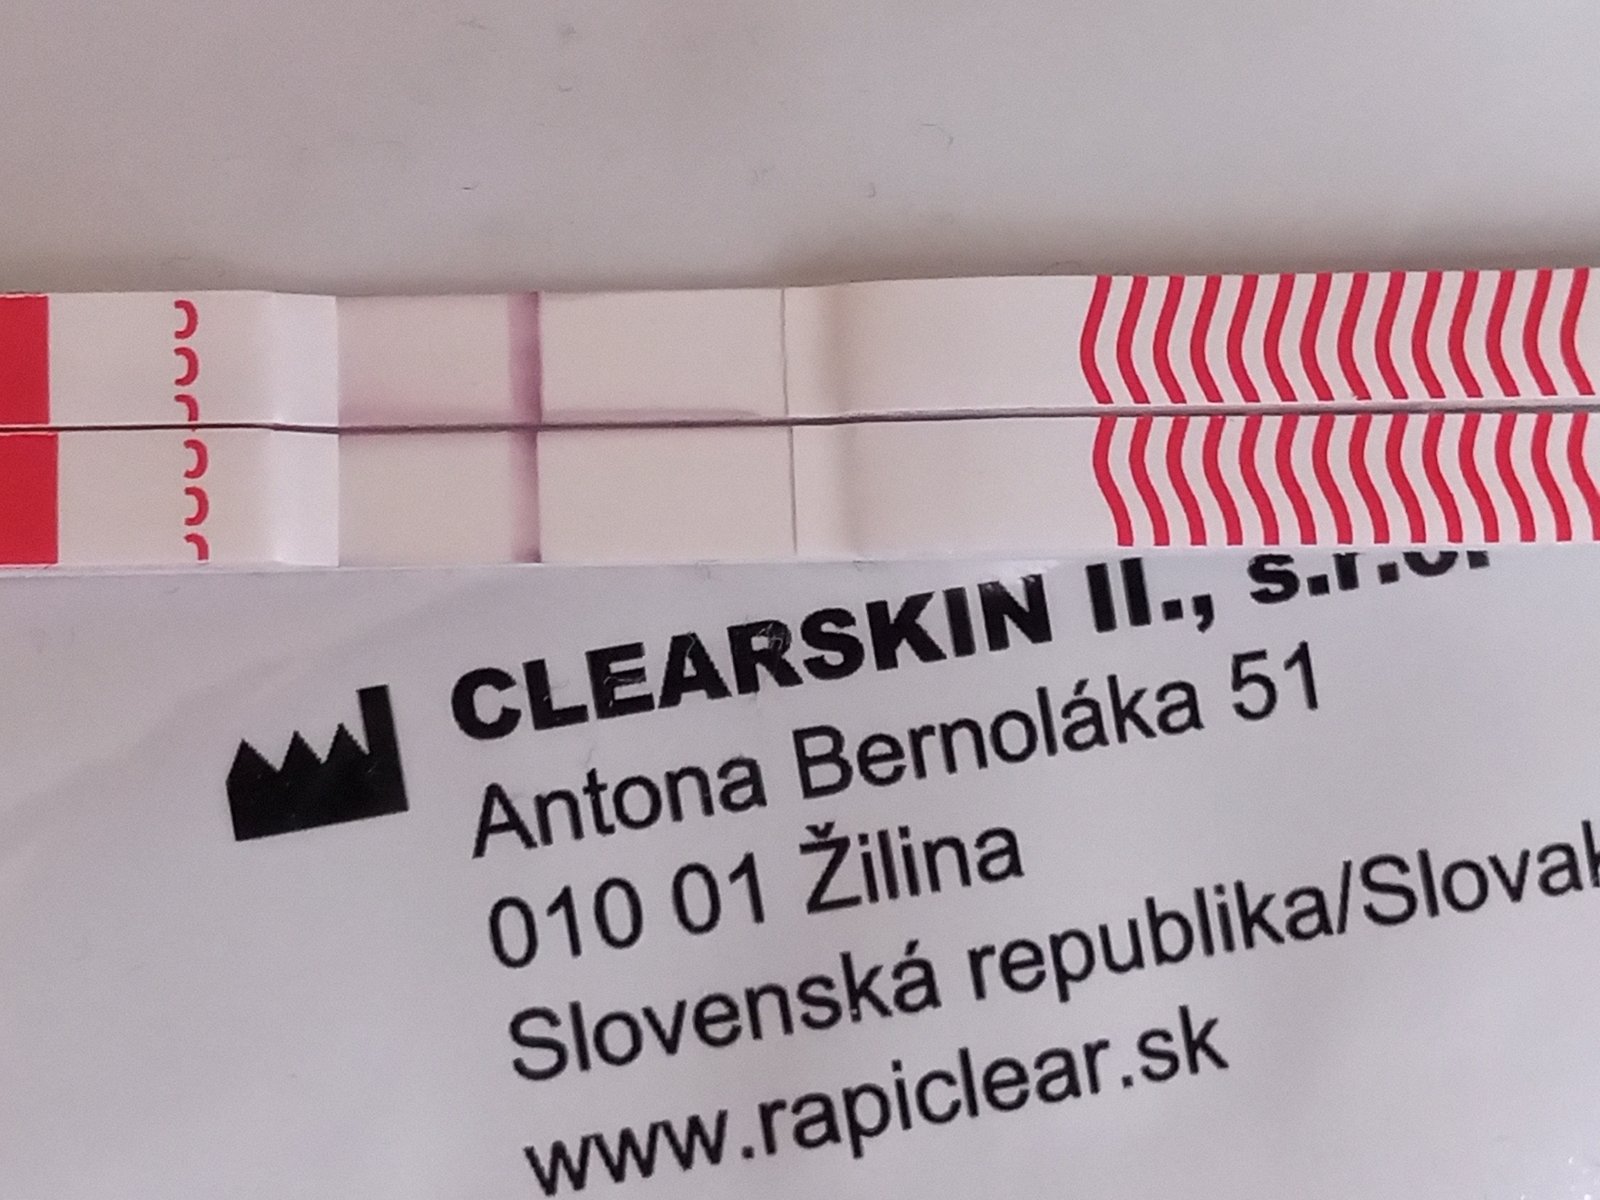 CLEARSKIN II., s.r.o.
Antona Bernoláka 51
010 01 Žilina
Slovenská republika/Slovak
www.rapiclear.sk